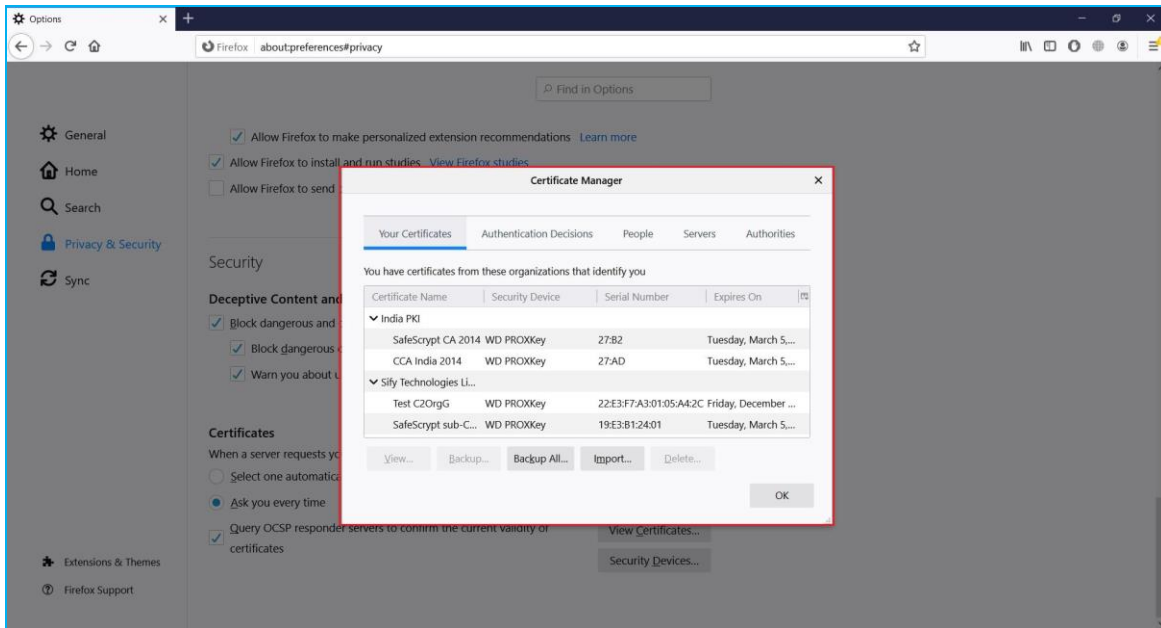 Options
Firefox about:preferences#privacy
Find in Options
General
Home
Search
Privacy & Security
Sync
Extensions & Themes
Firefox Support
Allow Firefox to make personalized extension recommendations Learn more
Allow Firefox to install and run studies View Firefox studies
Allow Firefox to send
Security
Deceptive Content and
Block dangerous and
Block dangerous
Warn you about
Certificates
When a server requests yo
Select one automatica
Ask you every time
Query OCSP responder servers to confirm the current validity of
certificates
View Certificates...
Security Devices...
Certificate Manager
Your Certificates Authentication Decisions People Servers Authorities
You have certificates from these organizations that identify you
Certificate Name Security Device Serial Number Expires On
India PKI
SafeScrypt CA 2014 WD PROXKey 27:B2 Tuesday, March 5,...
CCA India 2014 WD PROXKey 27:AD Tuesday, March 5,...
Sify Technologies Li...
Test C2OrgG WD PROXKey 22:E3:F7:A3:01:05:A4:2C Friday, December ...
SafeScrypt sub-C... WD PROXKey 19:E3:B1:24:01 Tuesday, March 5,...
View... Backup... Backup All... Import... Delete...
OK